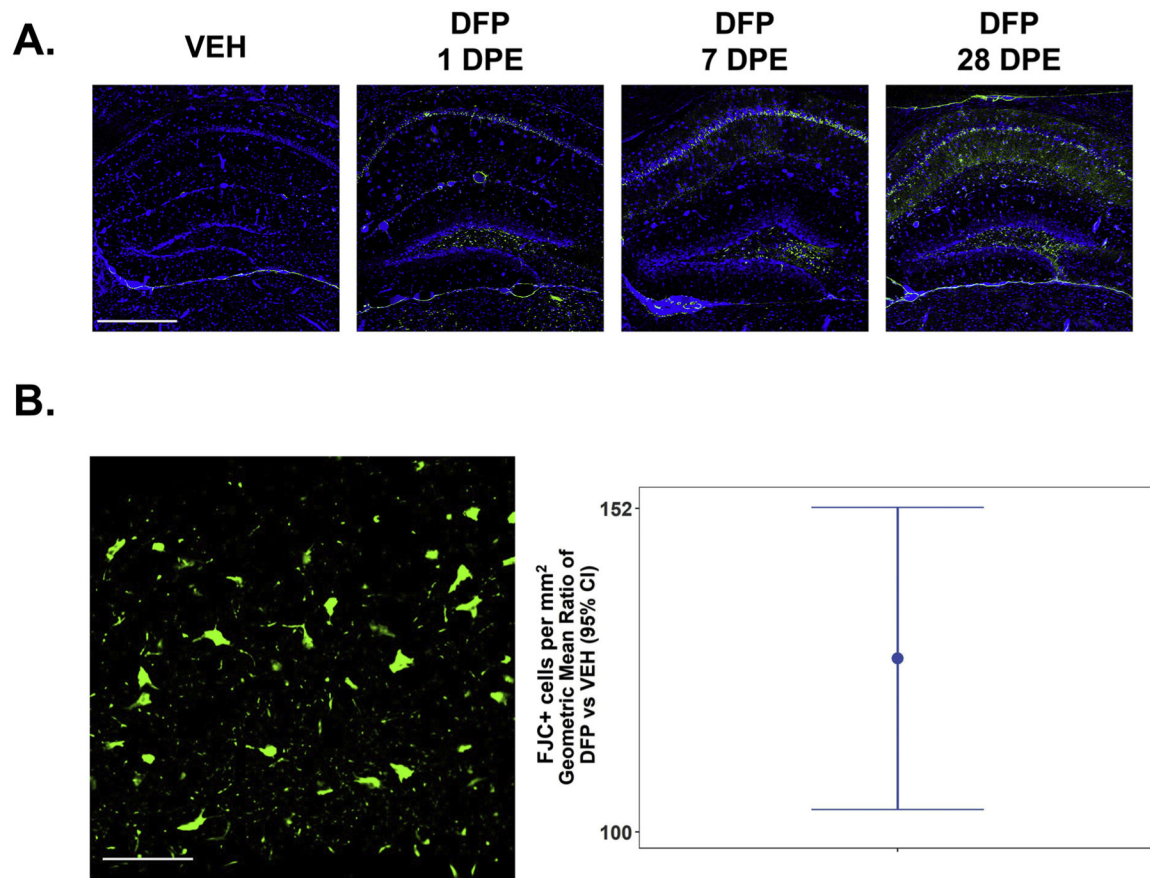 A.
VEH
DFP
1 DPE
DFP
7 DPE
DFP
28 DPE
B.
FJC+ cells per mm²
Geometric Mean Ratio of
DFP vs VEH (95% CI)
152
100